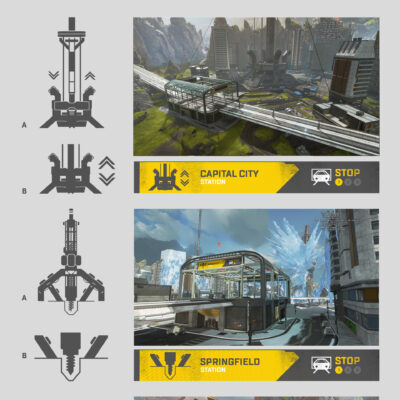 A
B
CAPITAL CITY
STATION
STOP
A
B
SPRINGFIELD
STATION
STOP